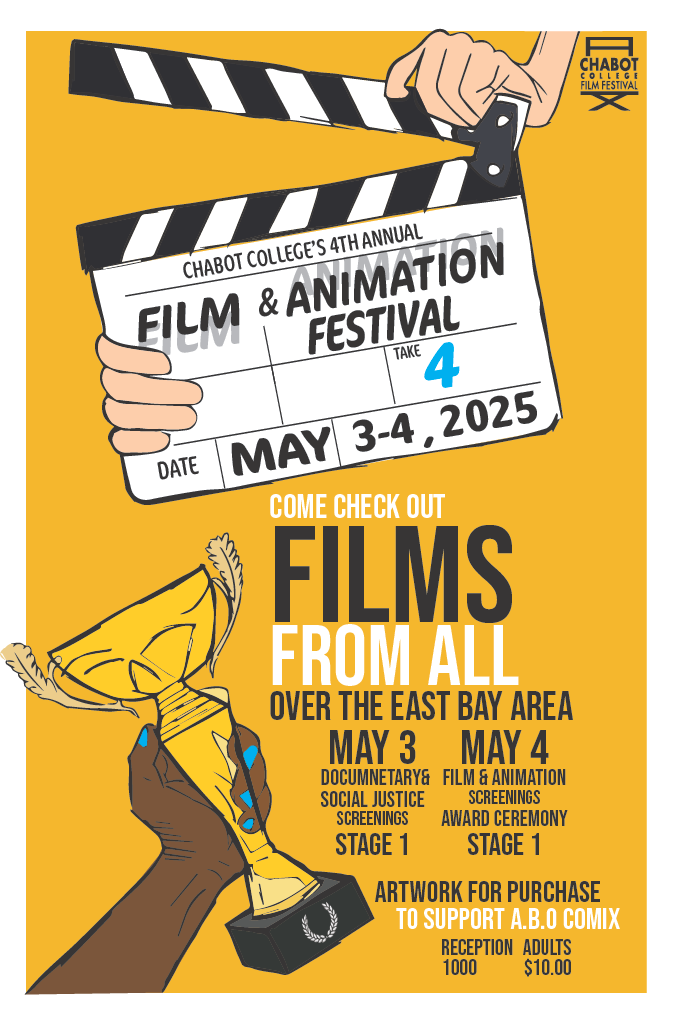 CHABOT
COLLEGE
FILM FESTIVAL
CHABOT COLLEGE'S 4TH ANNUAL
FILM & ANIMATION
FESTIVAL
TAKE 4
DATE MAY 3-4, 2025
COME CHECK OUT
FILMS
FROM ALL
OVER THE EAST BAY AREA
MAY 3
DOCUMNETARY&
SOCIAL JUSTICE
SCREENINGS
STAGE 1
MAY 4
FILM & ANIMATION
SCREENINGS
AWARD CEREMONY
STAGE 1
ARTWORK FOR PURCHASE
TO SUPPORT A.B.O COMIX
RECEPTION ADULTS
1000 $10.00